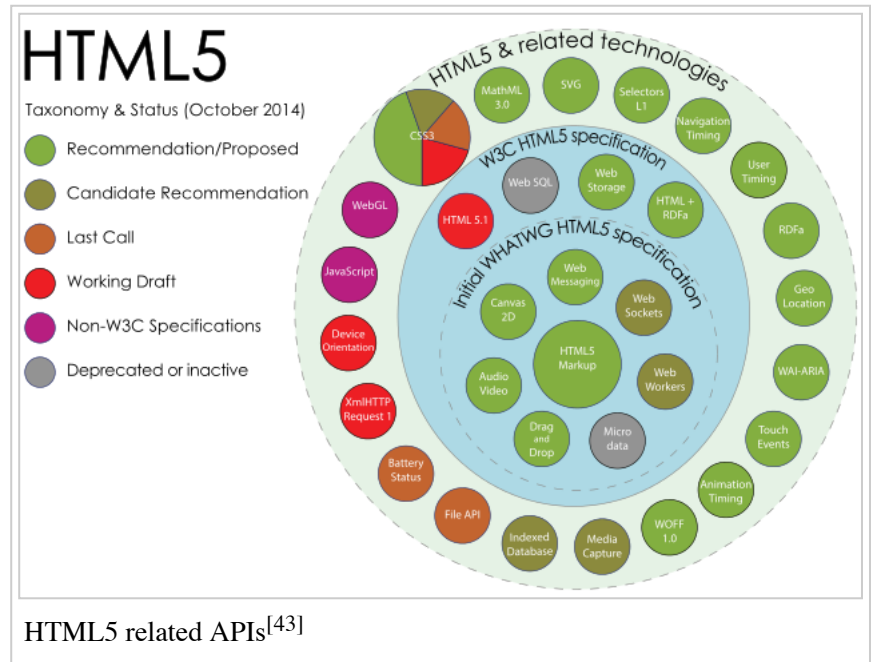 HTML5
Taxonomy & Status (October 2014)
Recommendation/Proposed
Candidate Recommendation
Last Call
Working Draft
Non-W3C Specifications
Deprecated or inactive
HTML5 & related technologies
CSS3
MathML
3.0
SVG
Selectors
L1
Navigation
Timing
User
Timing
RDFa
Geo
Location
WAI-ARIA
Touch
Events
Animation
Timing
WOFF
1.0
Media
Capture
Indexed
Database
File API
Battery
Status
XmlHTTP
Request 1
Device
Orientation
JavaScript
WebGL
W3C HTML5 specification
HTML 5.1
Web SQL
Web
Storage
HTML +
RDFa
Initial WHATWG HTML5 specification
Web
Messaging
Web
Sockets
Web
Workers
Micro
data
Drag
and
Drop
Audio
Video
Canvas
2D
HTML5
Markup
HTML5 related APIs[43]